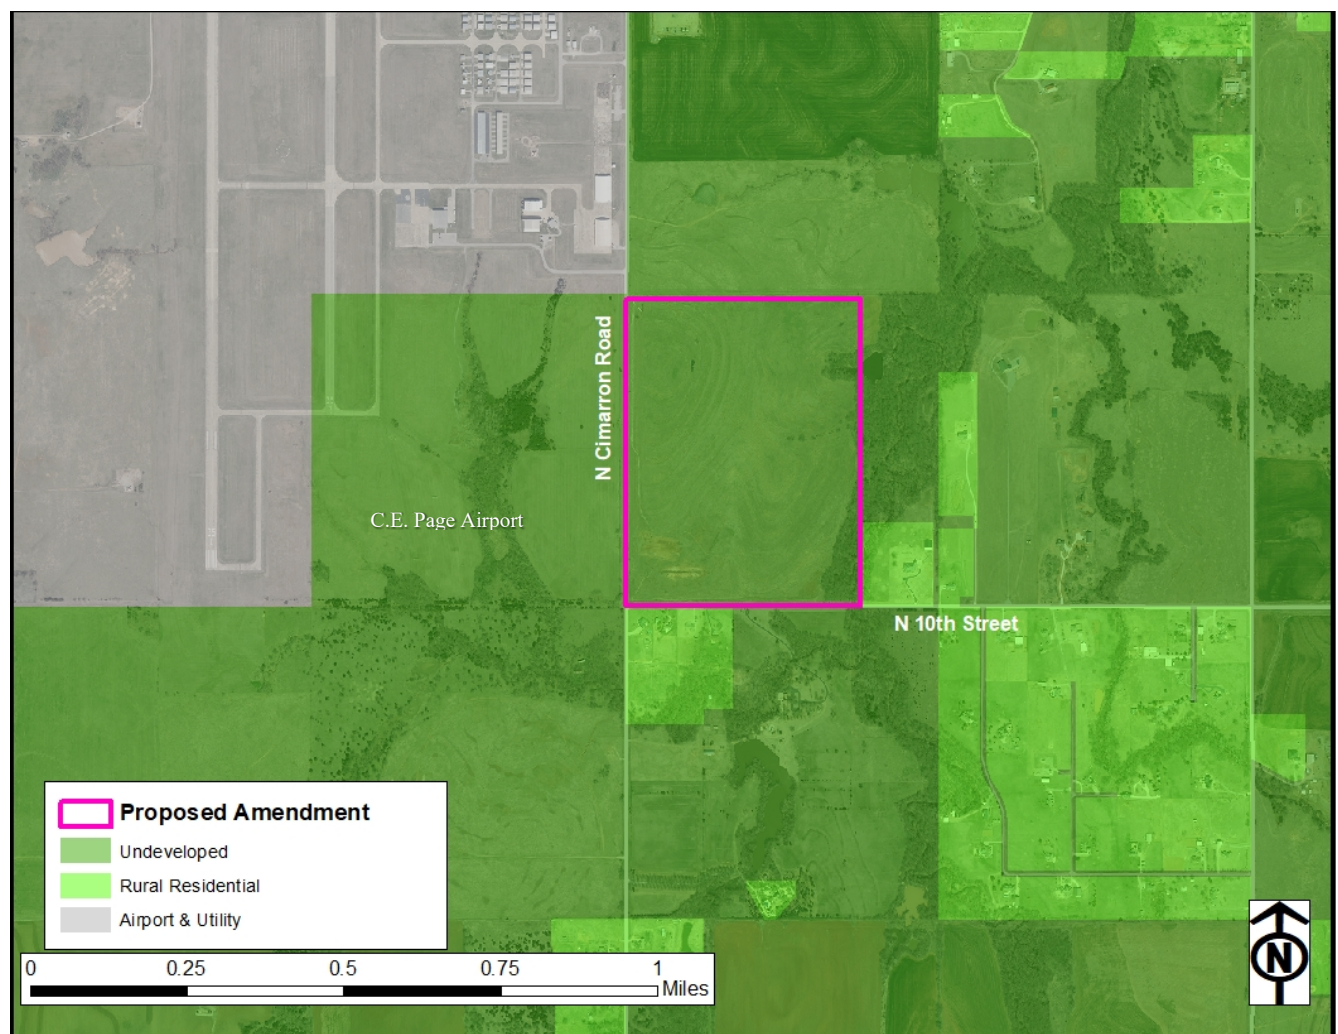 N Cimarron Road
C.E. Page Airport
N 10th Street
Proposed Amendment
Undeveloped
Rural Residential
Airport & Utility
0 0.25 0.5 0.75 1
Miles
N